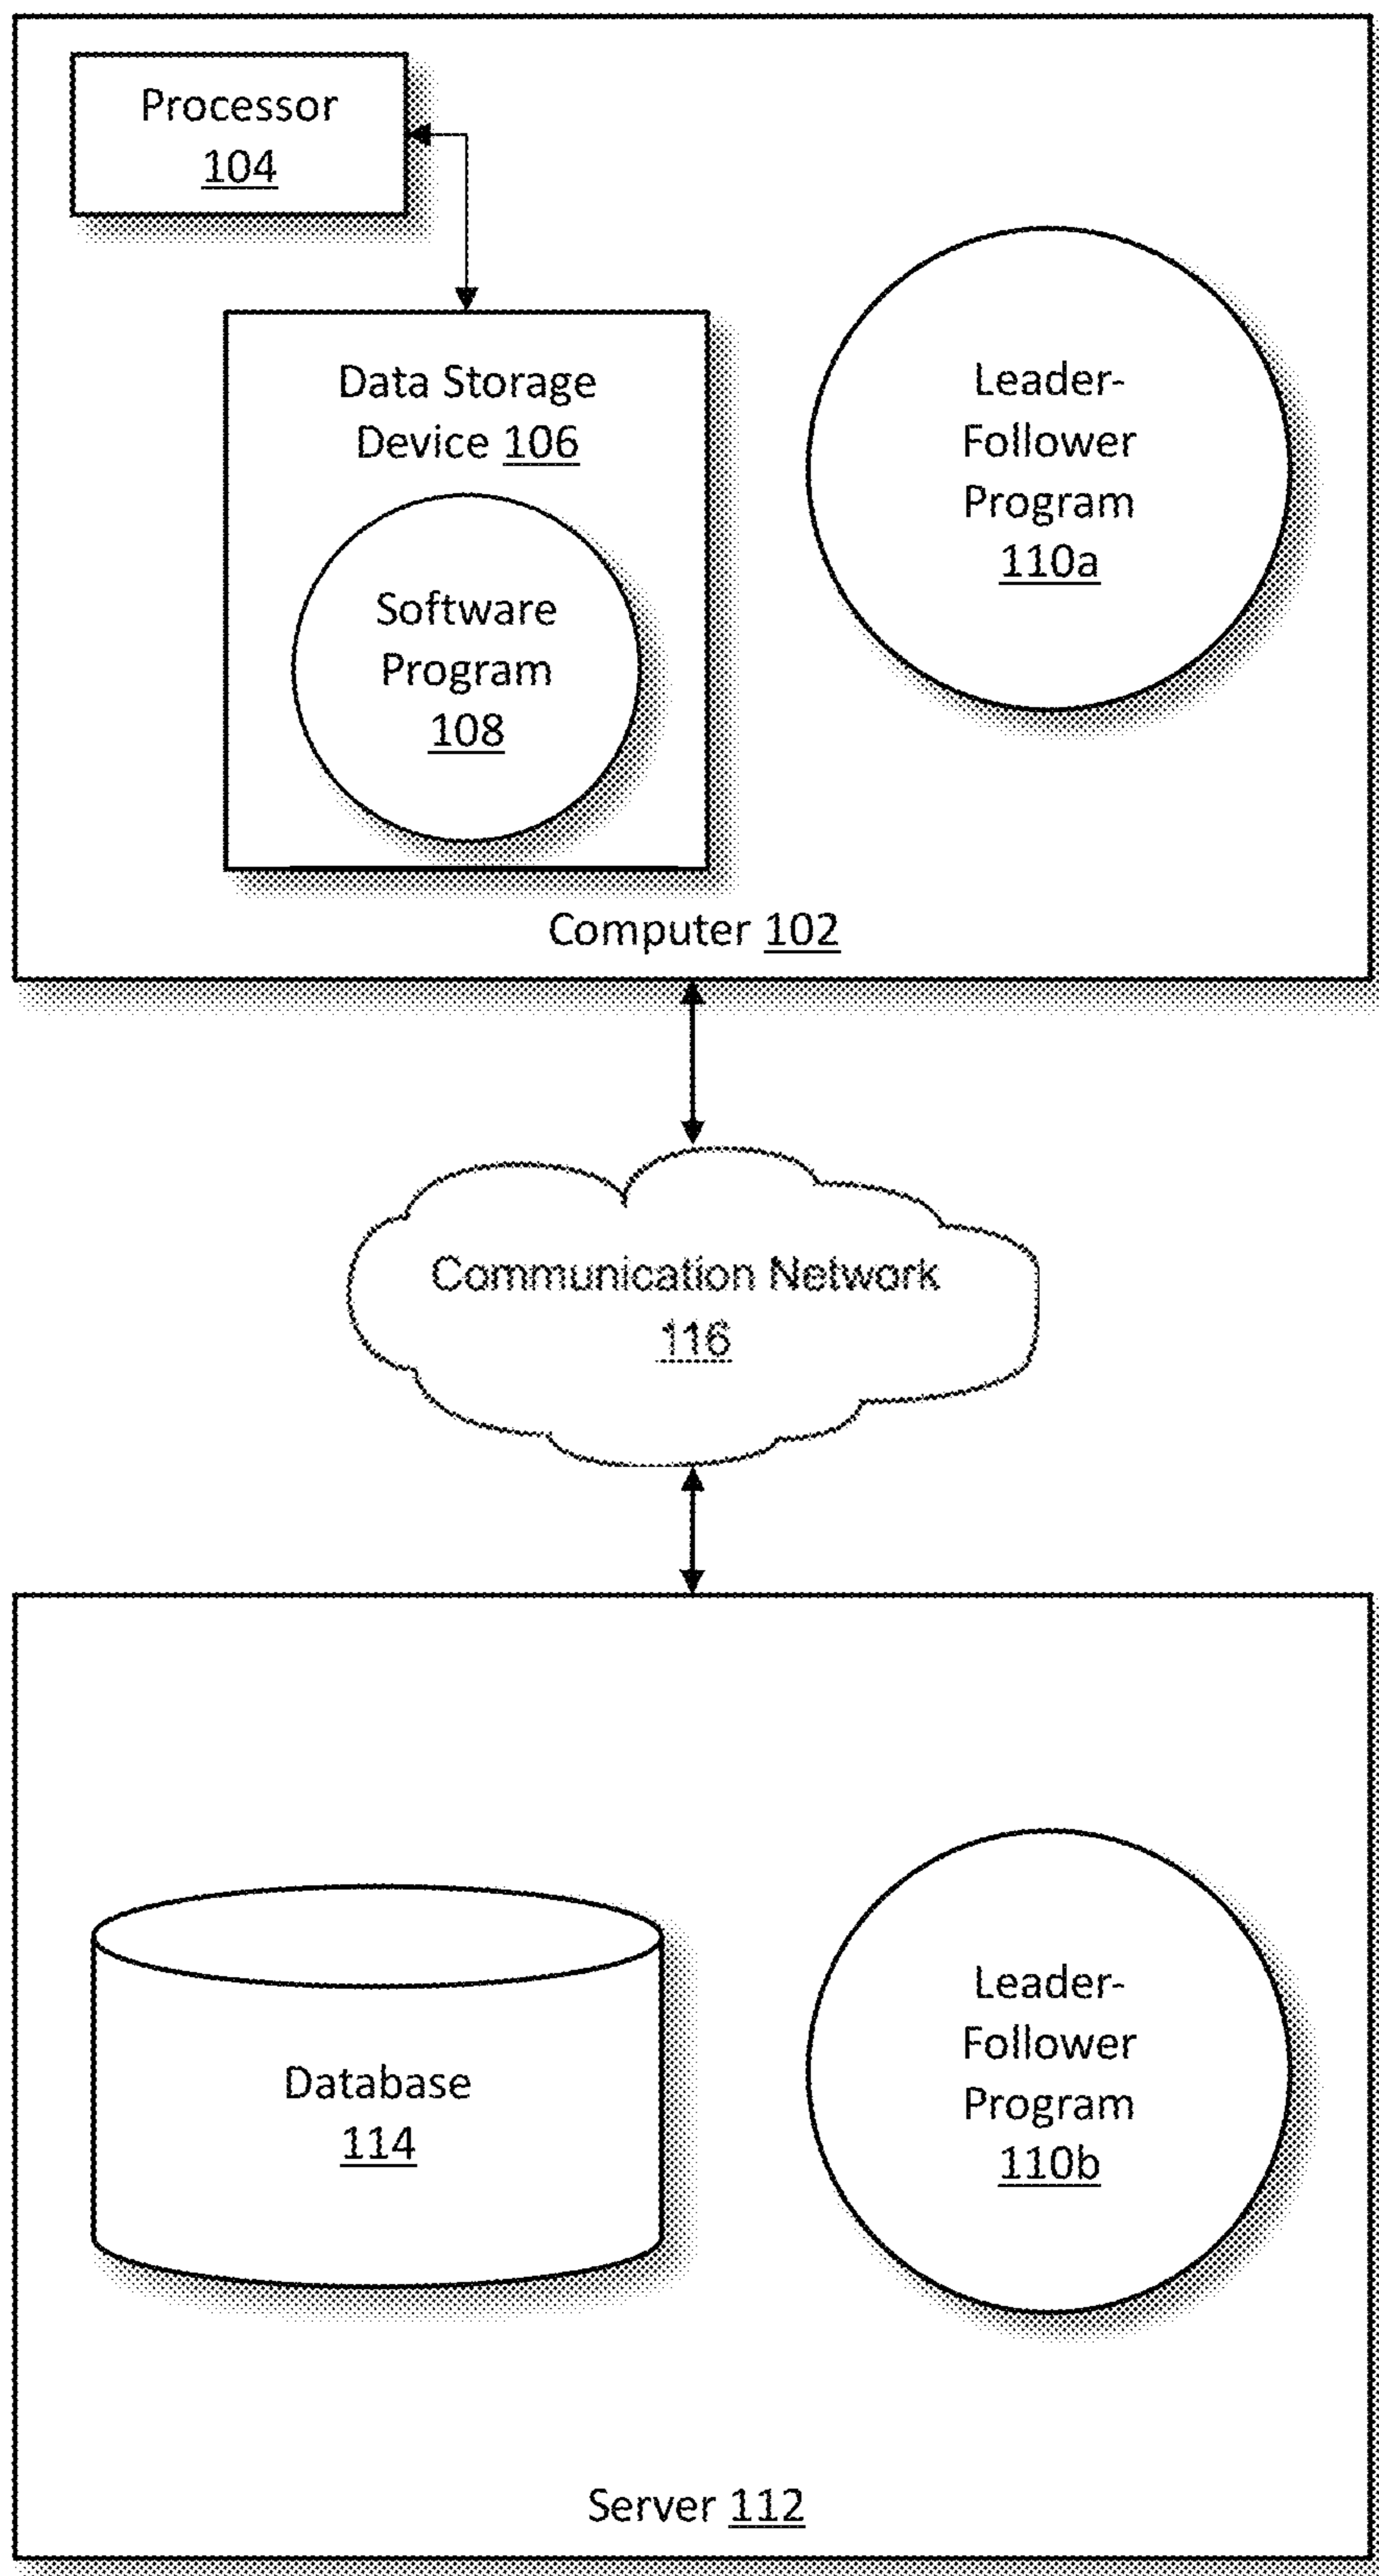 Processor
104
Data Storage
Device 106
Software
Program
108
Leader-
Follower
Program
110a
Computer 102
Communication Network
116
Database
114
Leader-
Follower
Program
110b
Server 112